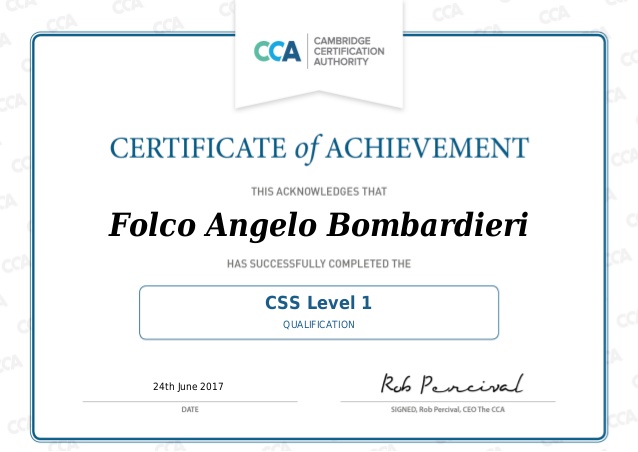 CCA
CAMBRIDGE
CERTIFICATION
AUTHORITY
CERTIFICATE of ACHIEVEMENT
THIS ACKNOWLEDGES THAT
Folco Angelo Bombardieri
HAS SUCCESSFULLY COMPLETED THE
CSS Level 1
QUALIFICATION
24th June 2017
Rob Percival
DATE
SIGNED, Rob Percival, CEO The CCA